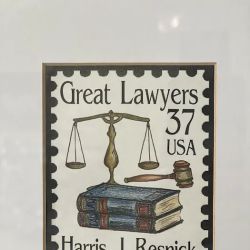 Great Lawyers
37
USA
Harris J. Resnick